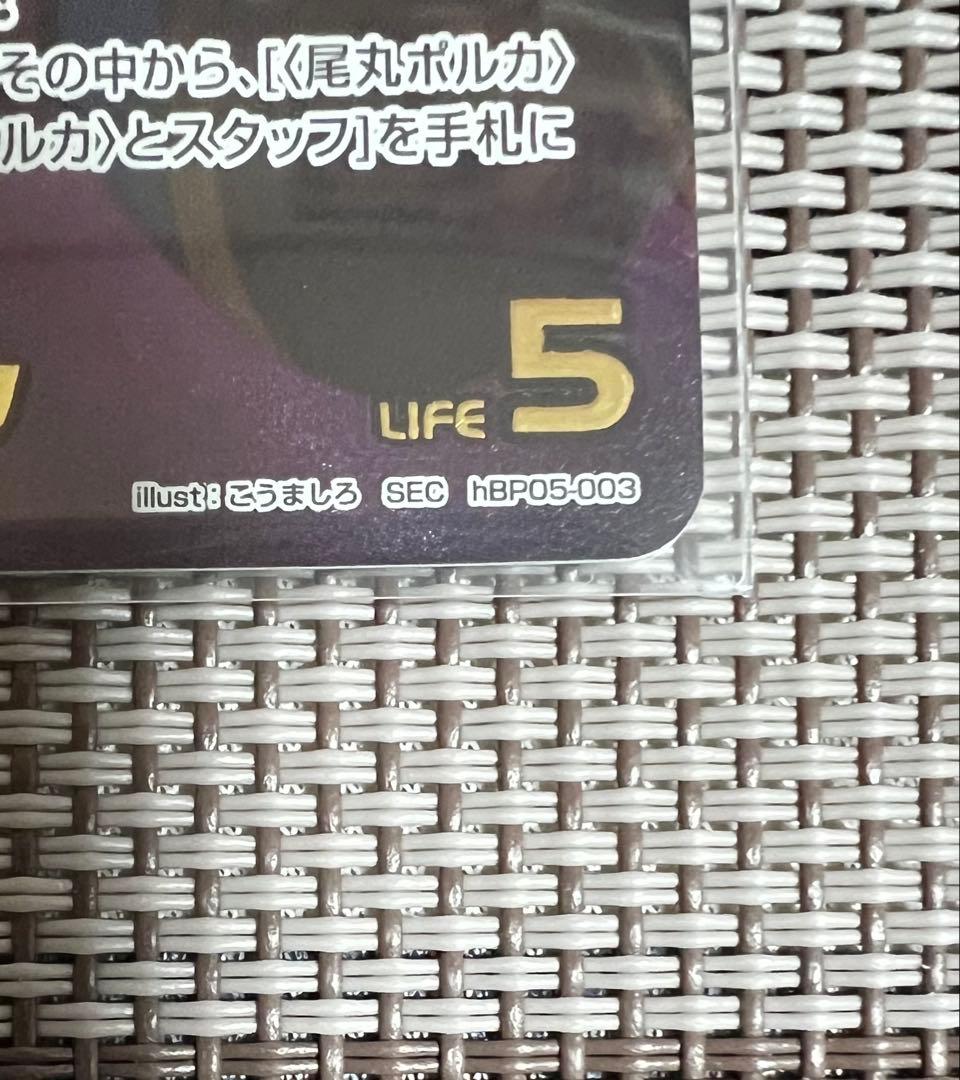 その中から、[〈尾丸ポルカ〉
ルカ〉とスタッフ]を手札に
LIFE 5
illust：こうましろ SEC hBP05-003